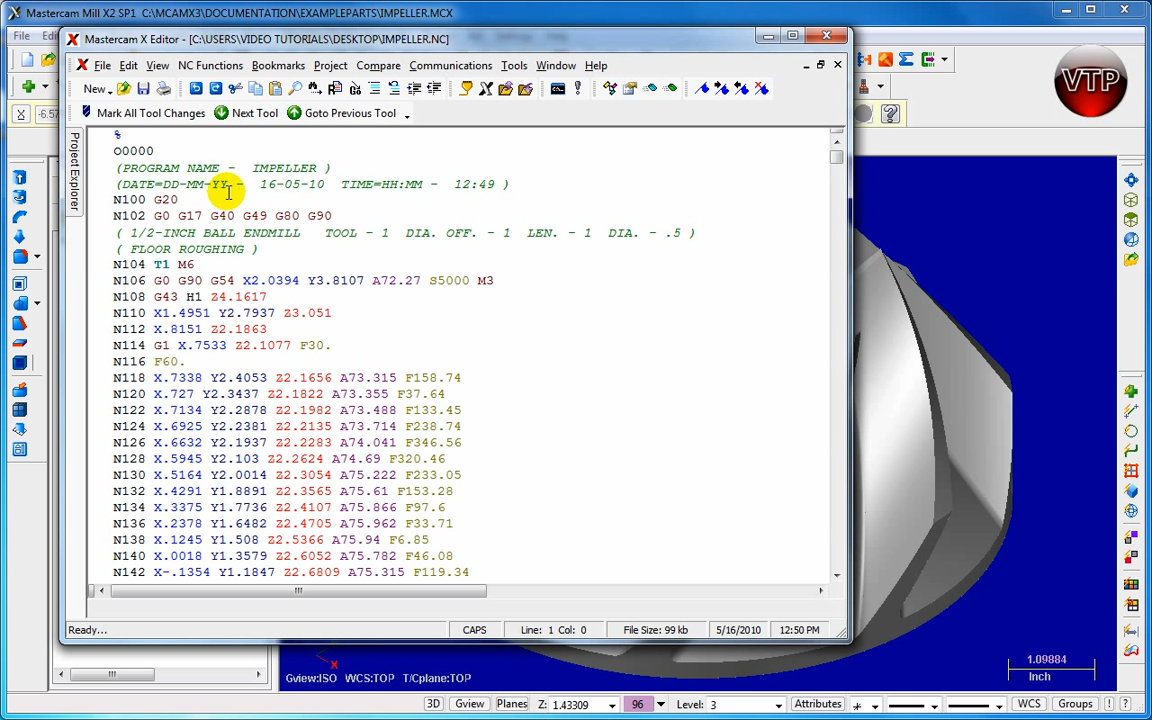 Mastercam Mill X2 SP1 C:\MCAMX3\DOCUMENTATION\EXAMPLEPARTS\IMPELLER.MCX
File
Mastercam X Editor - [C:\USERS\VIDEO TUTORIALS\DESKTOP\IMPELLER.NC]
File Edit View NC Functions Bookmarks Project Compare Communications Tools Window Help
New
VTP
Mark All Tool Changes Next Tool Goto Previous Tool
X -6.57
Project Explorer
%
O0000
(PROGRAM NAME - IMPELLER )
(DATE=DD-MM-YY - 16-05-10 TIME=HH:MM - 12:49 )
N100 G20
N102 G0 G17 G40 G49 G80 G90
( 1/2-INCH BALL ENDMILL TOOL - 1 DIA. OFF. - 1 LEN. - 1 DIA. - .5 )
( FLOOR ROUGHING )
N104 T1 M6
N106 G0 G90 G54 X2.0394 Y3.8107 A72.27 S5000 M3
N108 G43 H1 Z4.1617
N110 X1.4951 Y2.7937 Z3.051
N112 X.8151 Z2.1863
N114 G1 X.7533 Z2.1077 F30.
N116 F60.
N118 X.7338 Y2.4053 Z2.1656 A73.315 F158.74
N120 X.727 Y2.3437 Z2.1822 A73.355 F37.64
N122 X.7134 Y2.2878 Z2.1982 A73.488 F133.45
N124 X.6925 Y2.2381 Z2.2135 A73.714 F238.74
N126 X.6632 Y2.1937 Z2.2283 A74.041 F346.56
N128 X.5945 Y2.103 Z2.2624 A74.69 F320.46
N130 X.5164 Y2.0014 Z2.3054 A75.222 F233.05
N132 X.4291 Y1.8891 Z2.3565 A75.61 F153.28
N134 X.3375 Y1.7736 Z2.4107 A75.866 F97.6
N136 X.2378 Y1.6482 Z2.4705 A75.962 F33.71
N138 X.1245 Y1.508 Z2.5366 A75.94 F6.85
N140 X.0018 Y1.3579 Z2.6052 A75.782 F46.08
N142 X-.1354 Y1.1847 Z2.6809 A75.315 F119.34
Ready... CAPS Line: 1 Col: 0 File Size: 99 kb 5/16/2010 12:50 PM
X
1.09884
Inch
Gview:ISO WCS:TOP T/Cplane:TOP
3D Gview Planes Z: 1.43309 96 Level: 3 Attributes WCS Groups ! ?